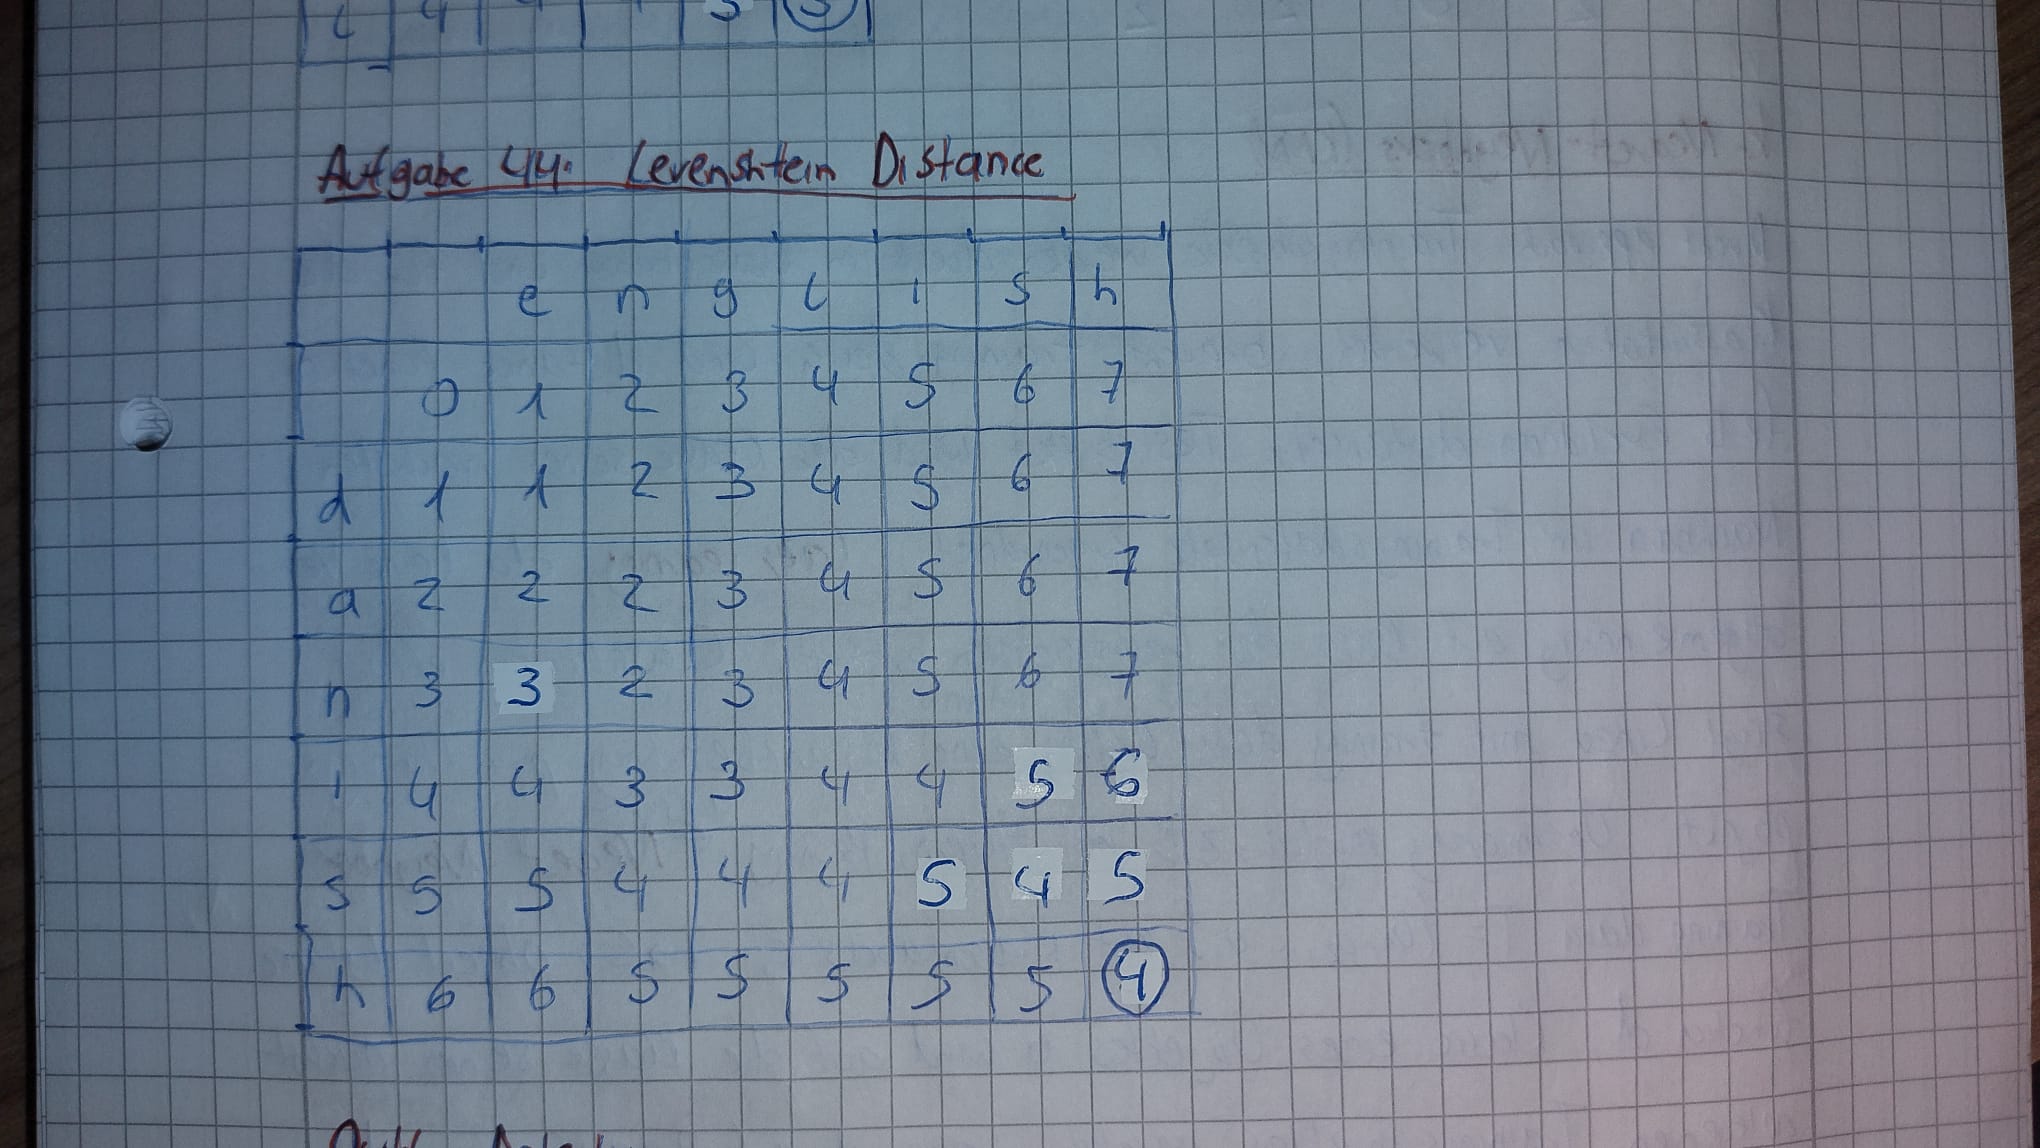 4 5
Aufgabe 44: Levenshtein Distance
e n g l i s h
0 1 2 3 4 5 6 7
d 1 1 2 3 4 5 6 7
a 2 2 2 3 4 5 6 7
n 3 3 2 3 4 5 6 7
i 4 4 3 3 4 4 5 6
s 5 5 4 4 4 5 4 5
h 6 6 5 5 5 5 5 4